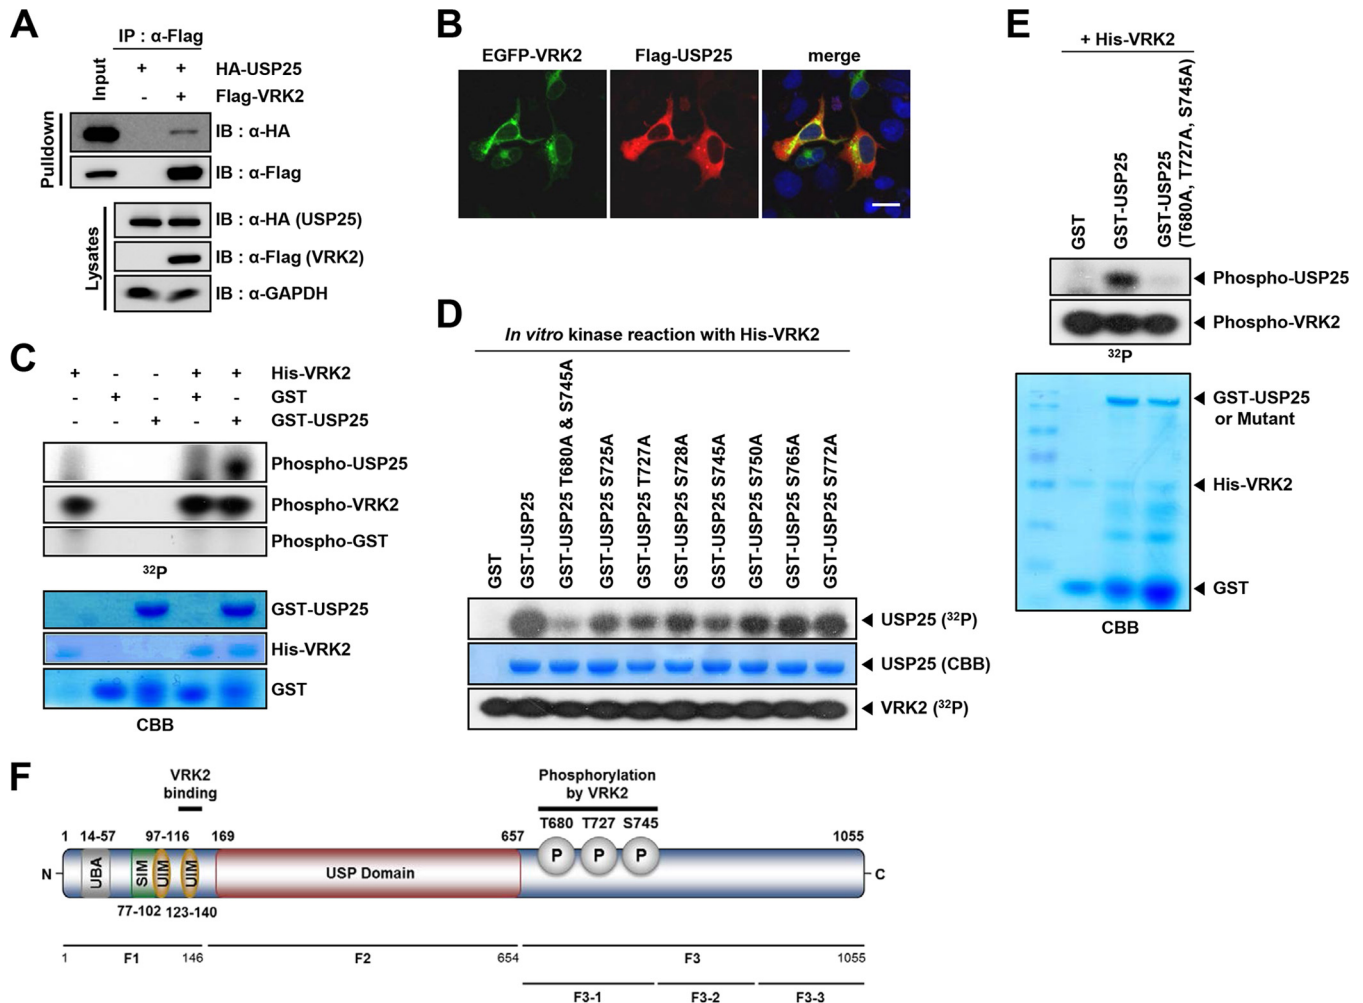 A
IP : α-Flag
Input
+ + HA-USP25
- + Flag-VRK2
Pulldown
IB : α-HA
IB : α-Flag
Lysates
IB : α-HA (USP25)
IB : α-Flag (VRK2)
IB : α-GAPDH
B
EGFP-VRK2 Flag-USP25 merge
C
+ - - + + His-VRK2
- + - + - GST
- - + - + GST-USP25
Phospho-USP25
Phospho-VRK2
Phospho-GST
32P
GST-USP25
His-VRK2
GST
CBB
D
In vitro kinase reaction with His-VRK2
GST
GST-USP25
GST-USP25 T680A & S745A
GST-USP25 S725A
GST-USP25 T727A
GST-USP25 S728A
GST-USP25 S745A
GST-USP25 S750A
GST-USP25 S765A
GST-USP25 S772A
USP25 (32P)
USP25 (CBB)
VRK2 (32P)
E
+ His-VRK2
GST
GST-USP25
GST-USP25
(T680A, T727A, S745A)
Phospho-USP25
Phospho-VRK2
32P
GST-USP25
or Mutant
His-VRK2
GST
CBB
F
VRK2
binding
Phosphorylation
by VRK2
T680 T727 S745
1 14-57 97-116 169 657 1055
P P P
N UBA SIM UIM UIM USP Domain C
77-102 123-140
F1 F2 F3
1 146 654 1055
F3-1 F3-2 F3-3